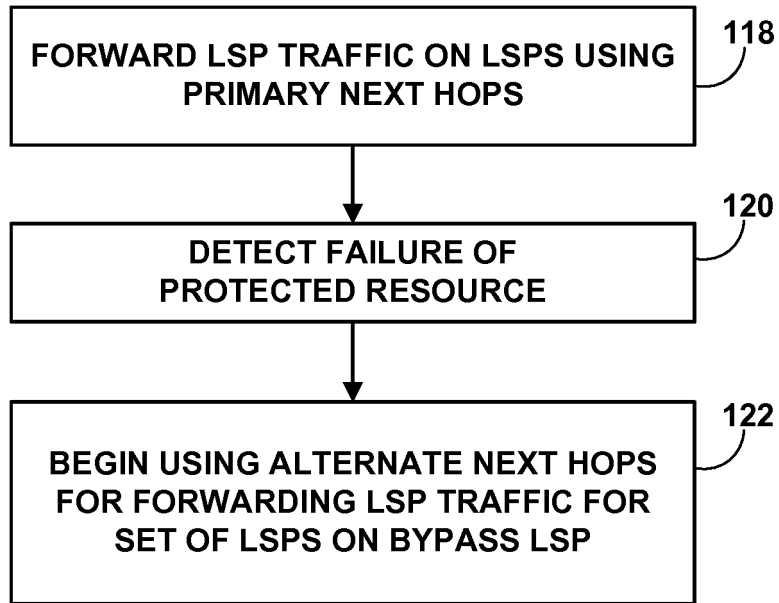 118
FORWARD LSP TRAFFIC ON LSPS USING
PRIMARY NEXT HOPS
120
DETECT FAILURE OF
PROTECTED RESOURCE
122
BEGIN USING ALTERNATE NEXT HOPS
FOR FORWARDING LSP TRAFFIC FOR
SET OF LSPS ON BYPASS LSP